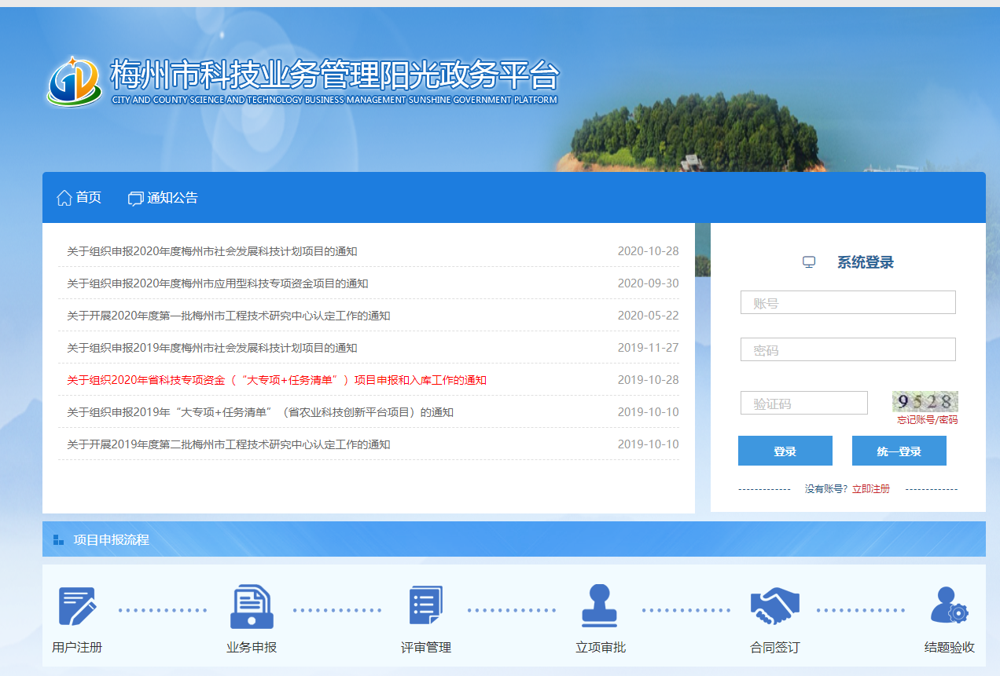 梅州市科技业务管理阳光政务平台
CITY AND COUNTY SCIENCE AND TECHNOLOGY BUSINESS MANAGEMENT SUNSHINE GOVERNMENT PLATFORM
首页 通知公告
关于组织申报2020年度梅州市社会发展科技计划项目的通知 2020-10-28
关于组织申报2020年度梅州市应用型科技专项资金项目的通知 2020-09-30
关于开展2020年度第一批梅州市工程技术研究中心认定工作的通知 2020-05-22
关于组织申报2019年度梅州市社会发展科技计划项目的通知 2019-11-27
关于组织2020年省科技专项资金（“大专项+任务清单”）项目申报和入库工作的通知 2019-10-28
关于组织申报2019年“大专项+任务清单”（省农业科技创新平台项目）的通知 2019-10-10
关于开展2019年度第二批梅州市工程技术研究中心认定工作的通知 2019-10-10
系统登录
账号
密码
验证码 9528
忘记账号/密码
登录 统一登录
没有账号? 立即注册
项目申报流程
用户注册 业务申报 评审管理 立项审批 合同签订 结题验收